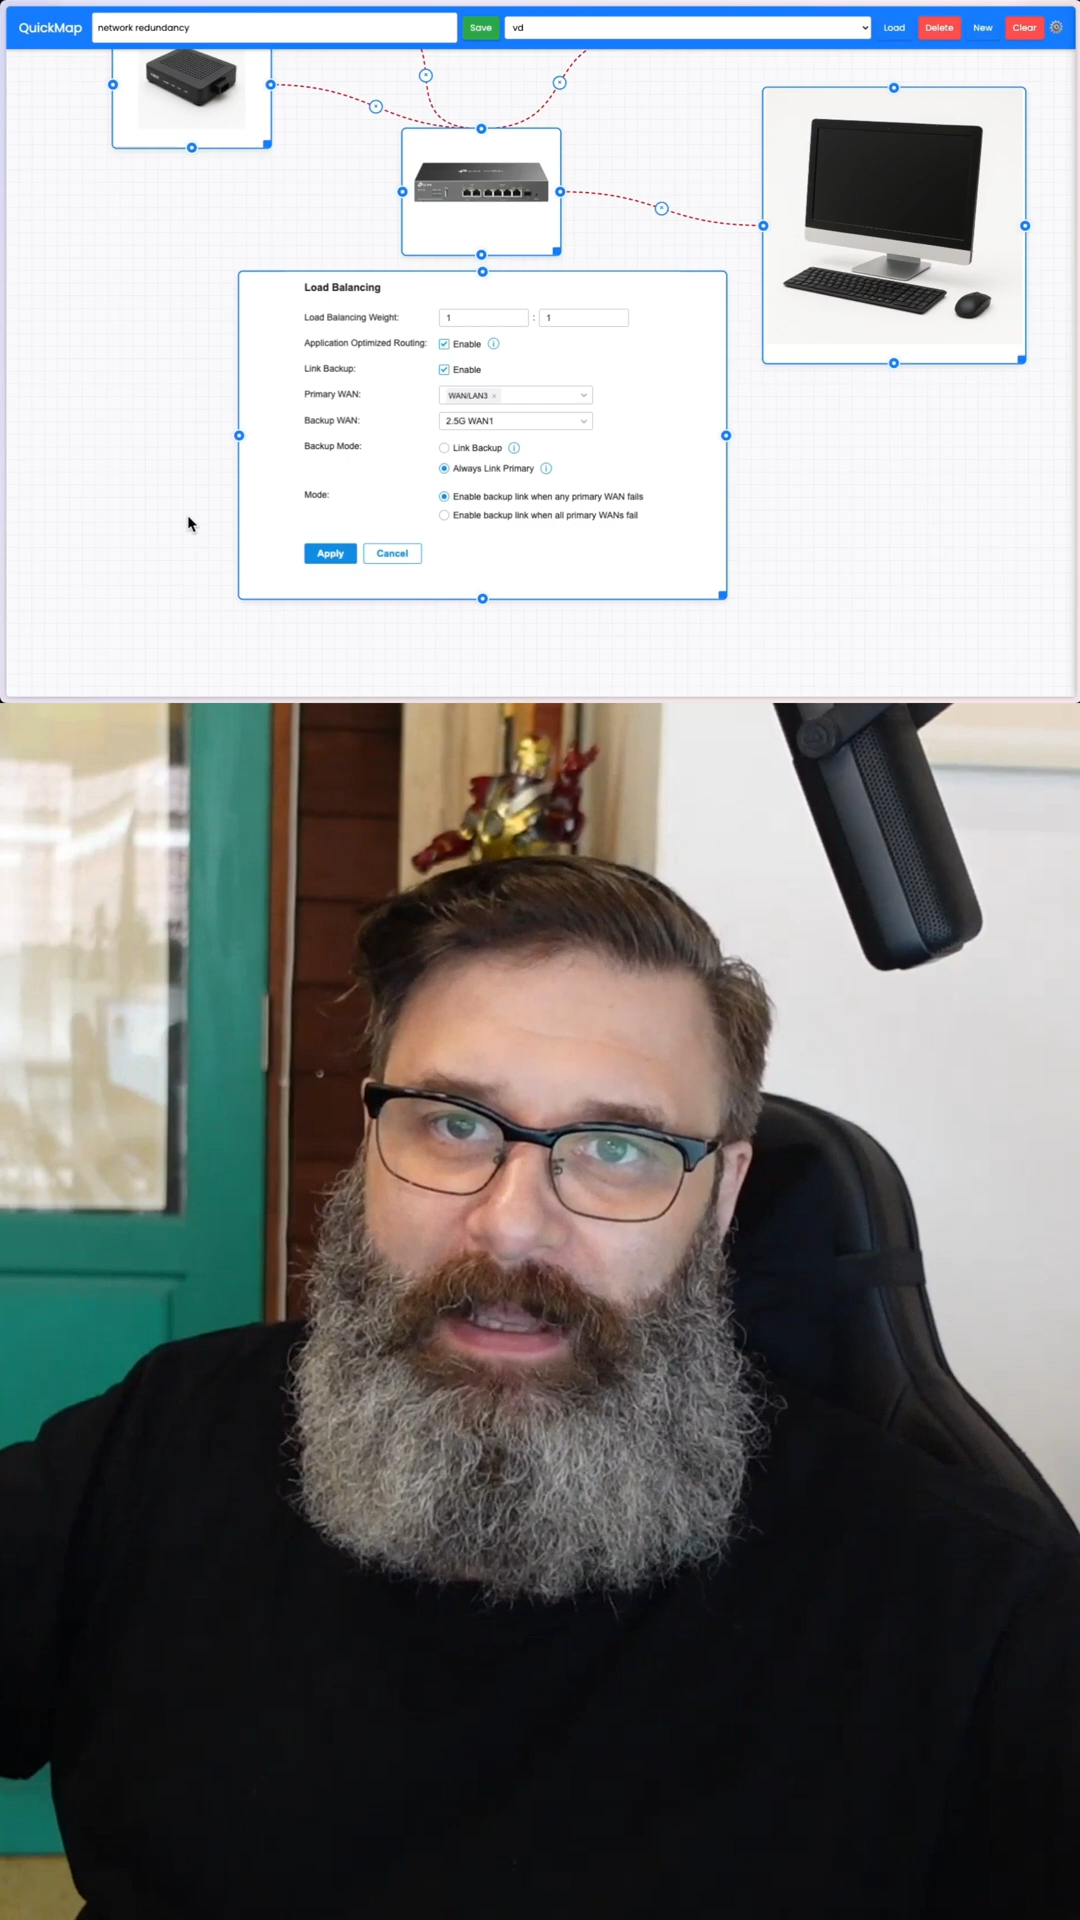 QuickMap network redundancy Save vd Load Delete New Clear
Load Balancing
Load Balancing Weight: 1 : 1
Application Optimized Routing: Enable
Link Backup: Enable
Primary WAN: WAN/LAN3 ×
Backup WAN: 2.5G WAN1
Backup Mode: Link Backup
Always Link Primary
Mode: Enable backup link when any primary WAN fails
Enable backup link when all primary WANs fail
Apply Cancel